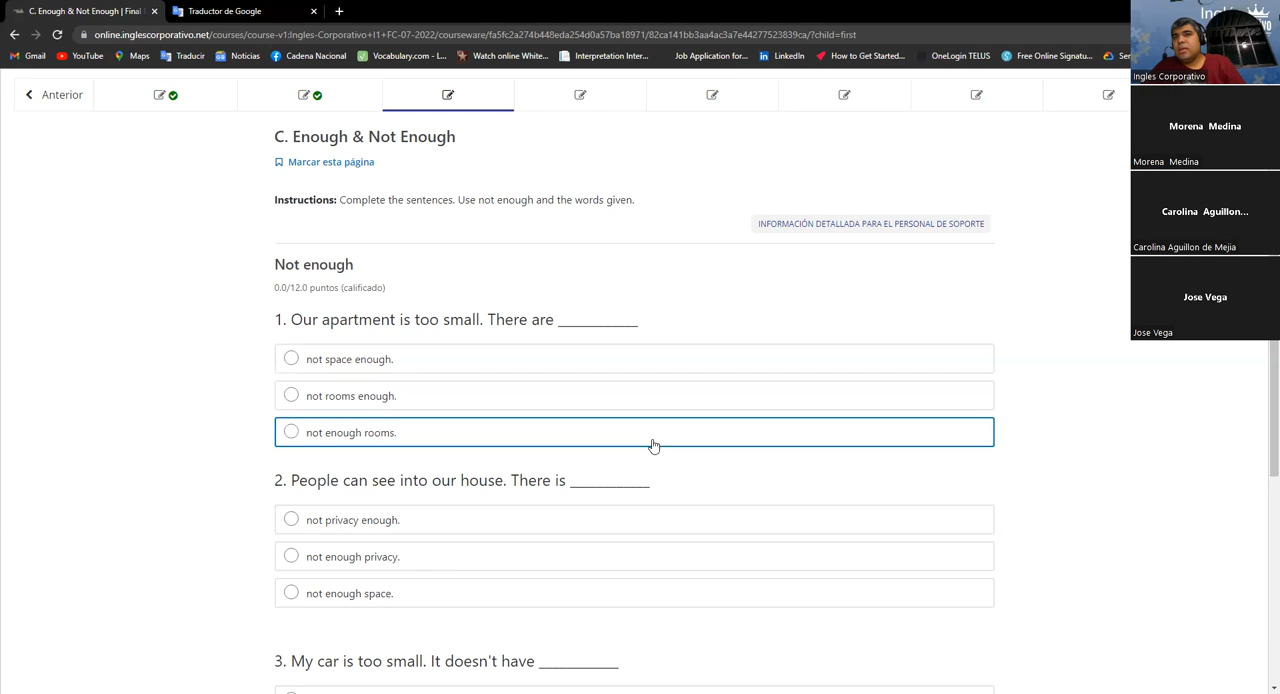 C. Enough & Not Enough | Final
Traductor de Google
online.inglescorporativo.net/courses/course-v1:Ingles-Corporativo+I1+FC-07-2022/courseware/fa5fc2a274b448eda254d0a57ba18971/82ca141bb3aa4ac3a7e44277523839ca/?child=first
Gmail YouTube Maps Traducir Noticias Cadena Nacional Vocabulary.com - L... Watch online White... Interpretation Inter... Job Application for... LinkedIn How to Get Started... OneLogin TELUS Free Online Signatu... Ser
Ingles Corporativo
Anterior
Morena Medina
Morena Medina
C. Enough & Not Enough
Marcar esta página
Instructions: Complete the sentences. Use not enough and the words given.
Carolina Aguillon...
INFORMACIÓN DETALLADA PARA EL PERSONAL DE SOPORTE
Carolina Aguillon de Mejia
Not enough
0.0/12.0 puntos (calificado)
Jose Vega
Jose Vega
1. Our apartment is too small. There are ___________
not space enough.
not rooms enough.
not enough rooms.
2. People can see into our house. There is ___________
not privacy enough.
not enough privacy.
not enough space.
3. My car is too small. It doesn't have ___________